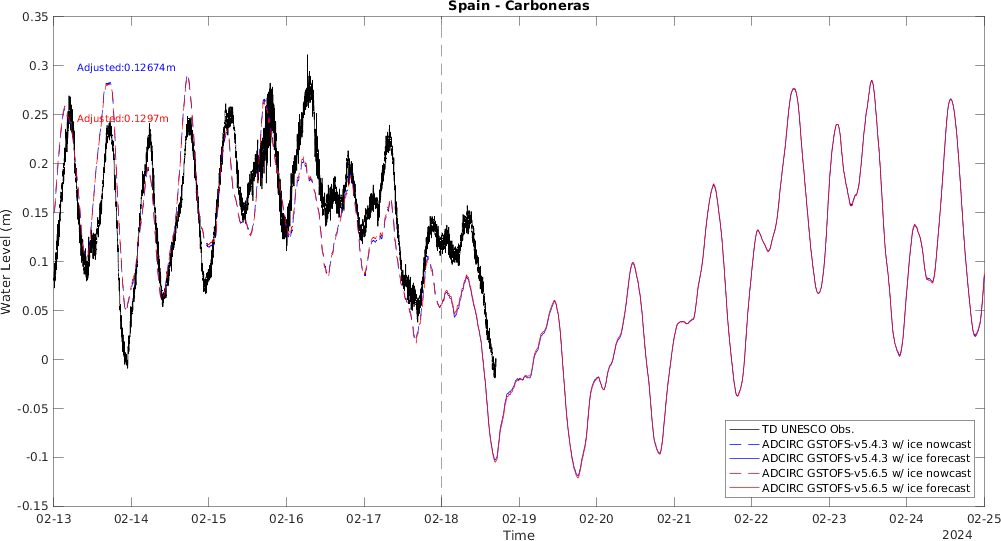 Spain - Carboneras
0.35
0.3
0.25
0.2
0.15
0.1
0.05
0
-0.05
-0.1
-0.15
Water Level (m)
Adjusted:0.12674m
Adjusted:0.1297m
TD UNESCO Obs.
ADCIRC GSTOFS-v5.4.3 w/ ice nowcast
ADCIRC GSTOFS-v5.4.3 w/ ice forecast
ADCIRC GSTOFS-v5.6.5 w/ ice nowcast
ADCIRC GSTOFS-v5.6.5 w/ ice forecast
02-13 02-14 02-15 02-16 02-17 02-18 02-19 02-20 02-21 02-22 02-23 02-24 02-25
Time
2024